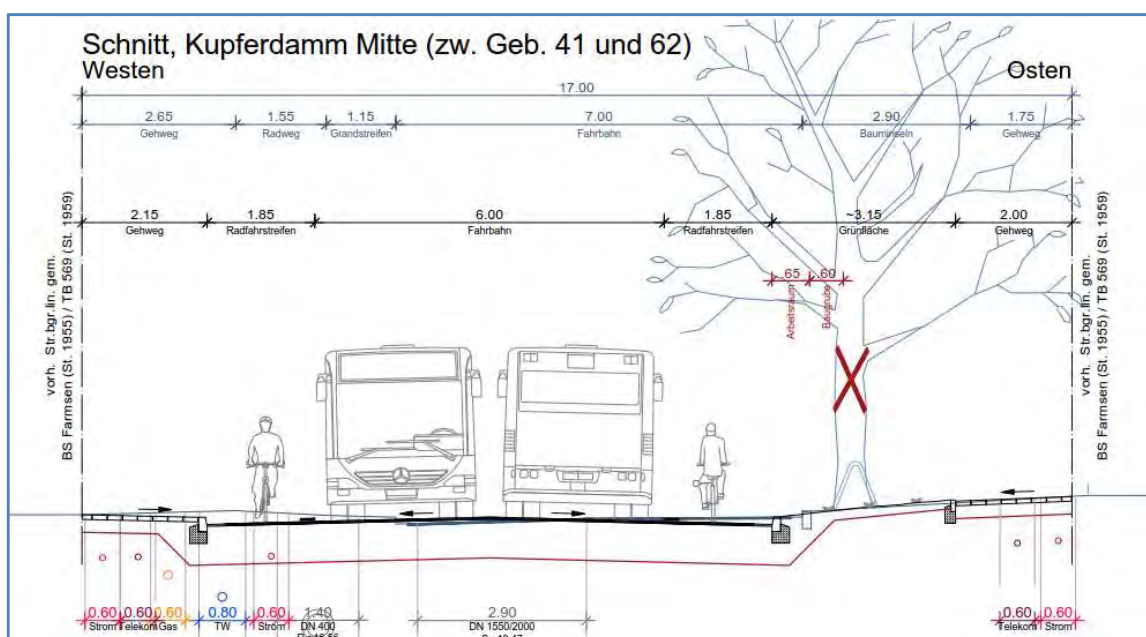 Schnitt, Kupferdamm Mitte (zw. Geb. 41 und 62)
Westen
Osten
17.00
2.65 1.55 1.15 7.00 2.90 1.75
Gehweg Radweg Grandstreifen Fahrbahn Bauminseln Gehweg
2.15 1.85 6.00 1.85 ~3.15 2.00
Gehweg Radfahrstreifen Fahrbahn Radfahrstreifen Grünfläche Gehweg
vorh. Str.bgr.lin. gem.
BS Farmsen (St. 1955) / TB 569 (St. 1959)
.65 .60
Arbeitsraum
Baugrube
vorh. Str.bgr.lin. gem.
BS Farmsen (St. 1955) / TB 569 (St. 1959)
0.60 0.60 0.60 0.80 0.60 1.40 2.90 0.60 0.60
Strom Telekom Gas TW Strom DN 400 DN 1550/2000 Telekom Strom